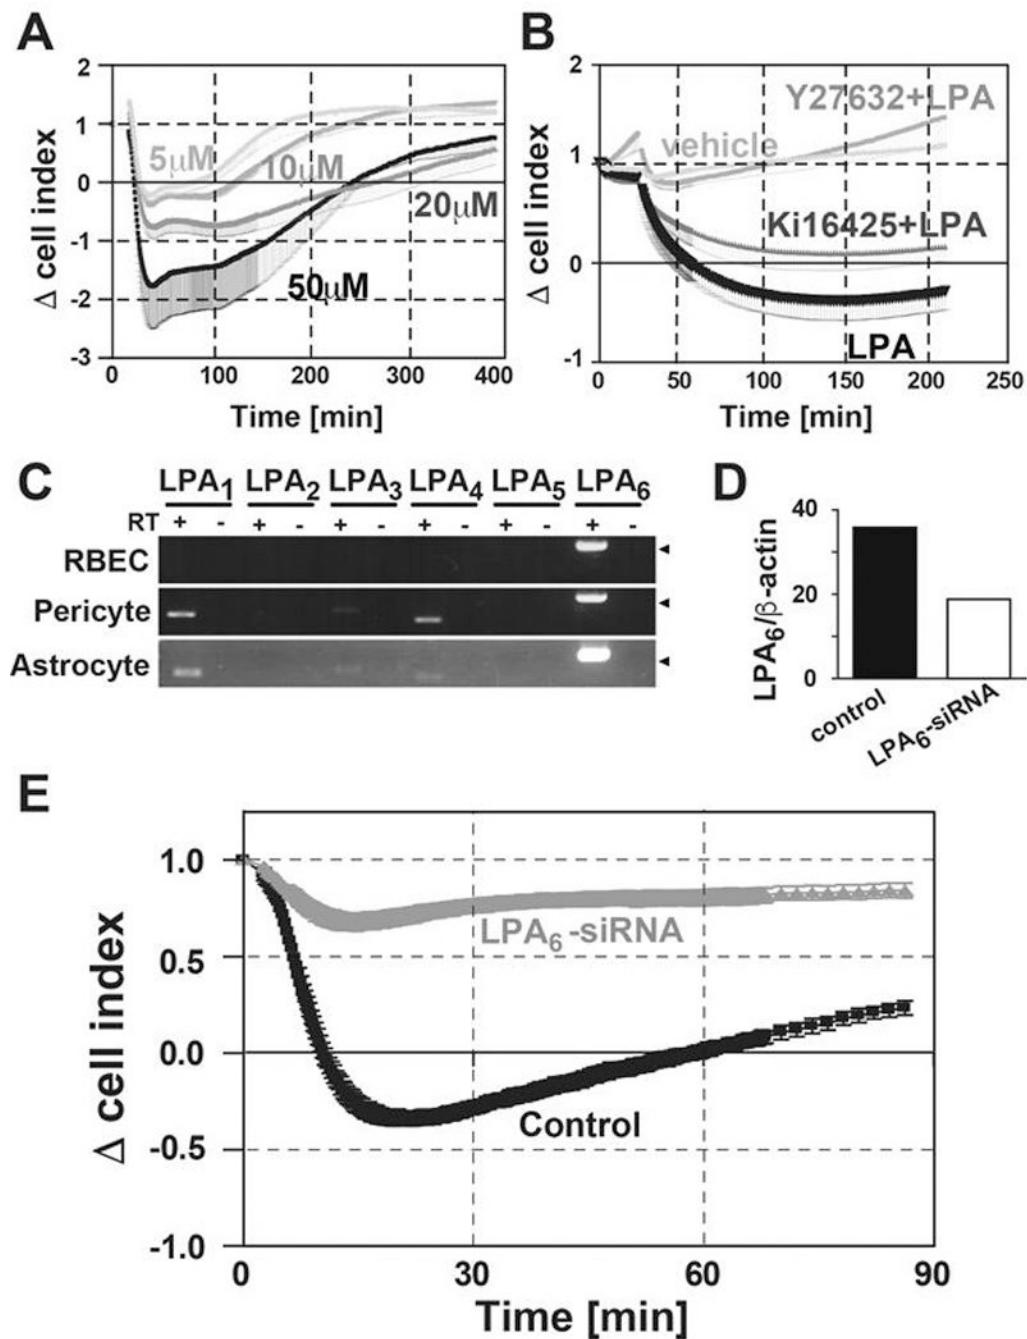 A
2
1
0
-1
-2
-3
Δ cell index
5μM
10μM
20μM
50μM
0 100 200 300 400
Time [min]
B
2
1
0
-1
Δ cell index
Y27632+LPA
vehicle
Ki16425+LPA
LPA
0 50 100 150 200 250
Time [min]
C
LPA1 LPA2 LPA3 LPA4 LPA5 LPA6
RT + - + - + - + - + - + -
RBEC
Pericyte
Astrocyte
D
40
20
0
LPA6/β-actin
control
LPA6-siRNA
E
1.0
0.5
0.0
-0.5
-1.0
Δ cell index
LPA6-siRNA
Control
0 30 60 90
Time [min]